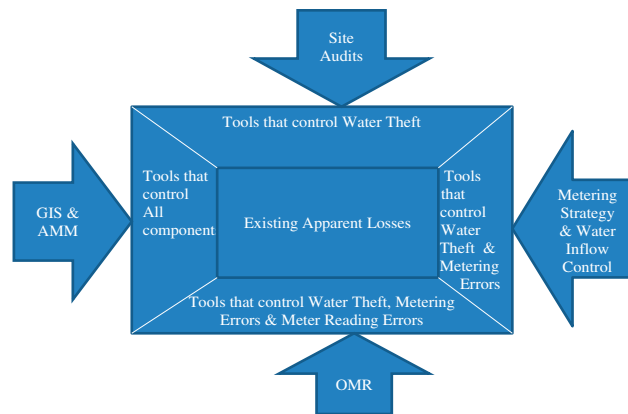 Site
Audits
Tools that control Water Theft
GIS &
AMM
Tools that
control
All
component
Existing Apparent Losses
Tools
that
control
Water
Theft &
Metering
Errors
Metering
Strategy
& Water
Inflow
Control
Tools that control Water Theft, Metering
Errors & Meter Reading Errors
OMR